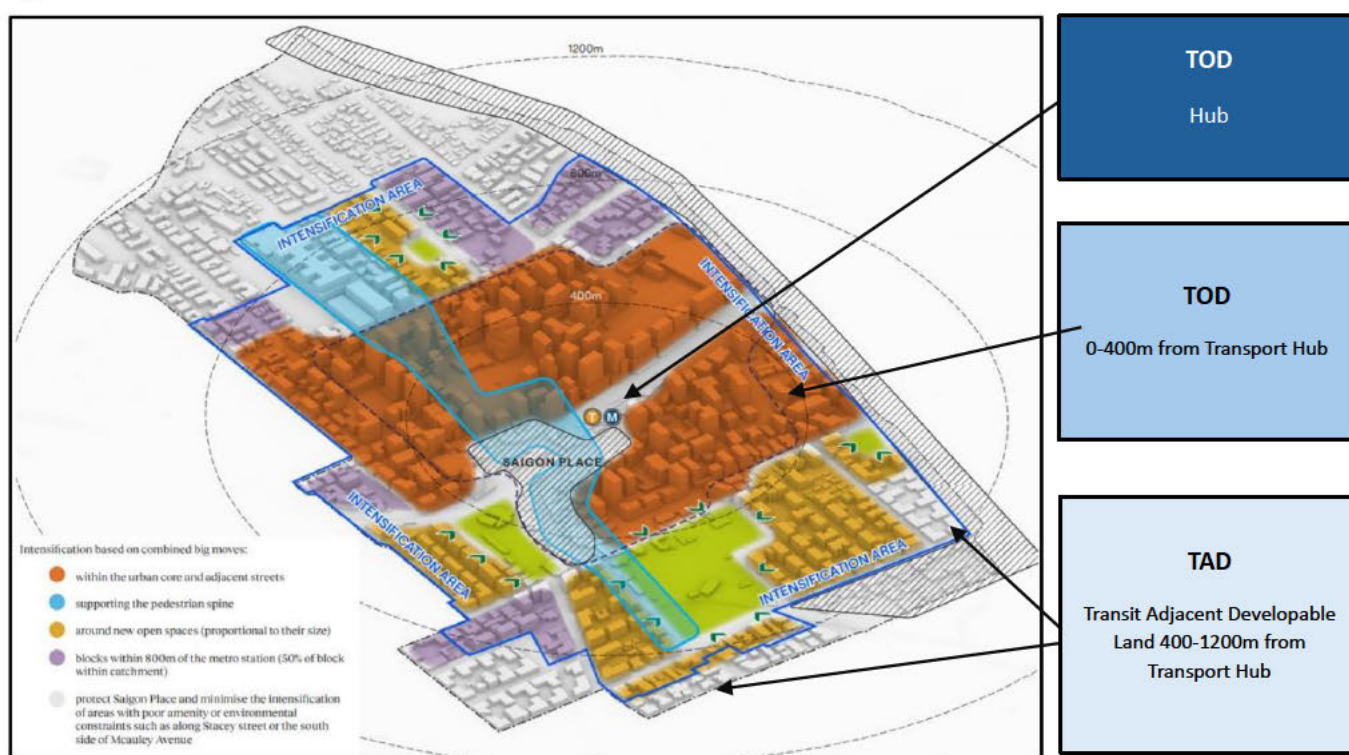 1200m
800m
400m
INTENSIFICATION AREA
INTENSIFICATION AREA
T M
SAIGON PLACE
INTENSIFICATION AREA
INTENSIFICATION AREA
Intensification based on combined big moves:
within the urban core and adjacent streets
supporting the pedestrian spine
around new open spaces (proportional to their size)
blocks within 800m of the metro station (50% of block
within catchment)
protect Saigon Place and minimise the intensification
of areas with poor amenity or environmental
constraints such as along Stacey street or the south
side of Mcauley Avenue
TOD
Hub
TOD
0-400m from Transport Hub
TAD
Transit Adjacent Developable
Land 400-1200m from
Transport Hub